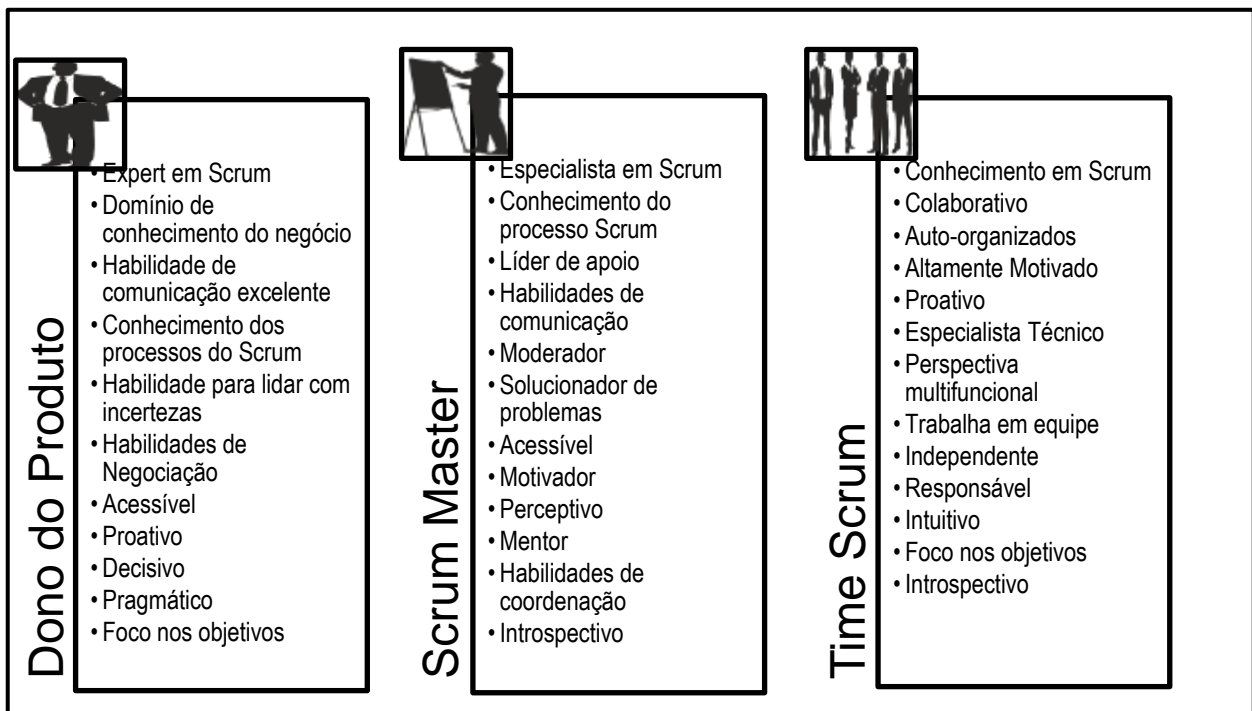 Dono do Produto
• Expert em Scrum
• Domínio de
conhecimento do negócio
• Habilidade de
comunicação excelente
• Conhecimento dos
processos do Scrum
• Habilidade para lidar com
incertezas
• Habilidades de
Negociação
• Acessível
• Proativo
• Decisivo
• Pragmático
• Foco nos objetivos
Scrum Master
• Especialista em Scrum
• Conhecimento do
processo Scrum
• Líder de apoio
• Habilidades de
comunicação
• Moderador
• Solucionador de
problemas
• Acessível
• Motivador
• Perceptivo
• Mentor
• Habilidades de
coordenação
• Introspectivo
Time Scrum
• Conhecimento em Scrum
• Colaborativo
• Auto-organizados
• Altamente Motivado
• Proativo
• Especialista Técnico
• Perspectiva
multifuncional
• Trabalha em equipe
• Independente
• Responsável
• Intuitivo
• Foco nos objetivos
• Introspectivo